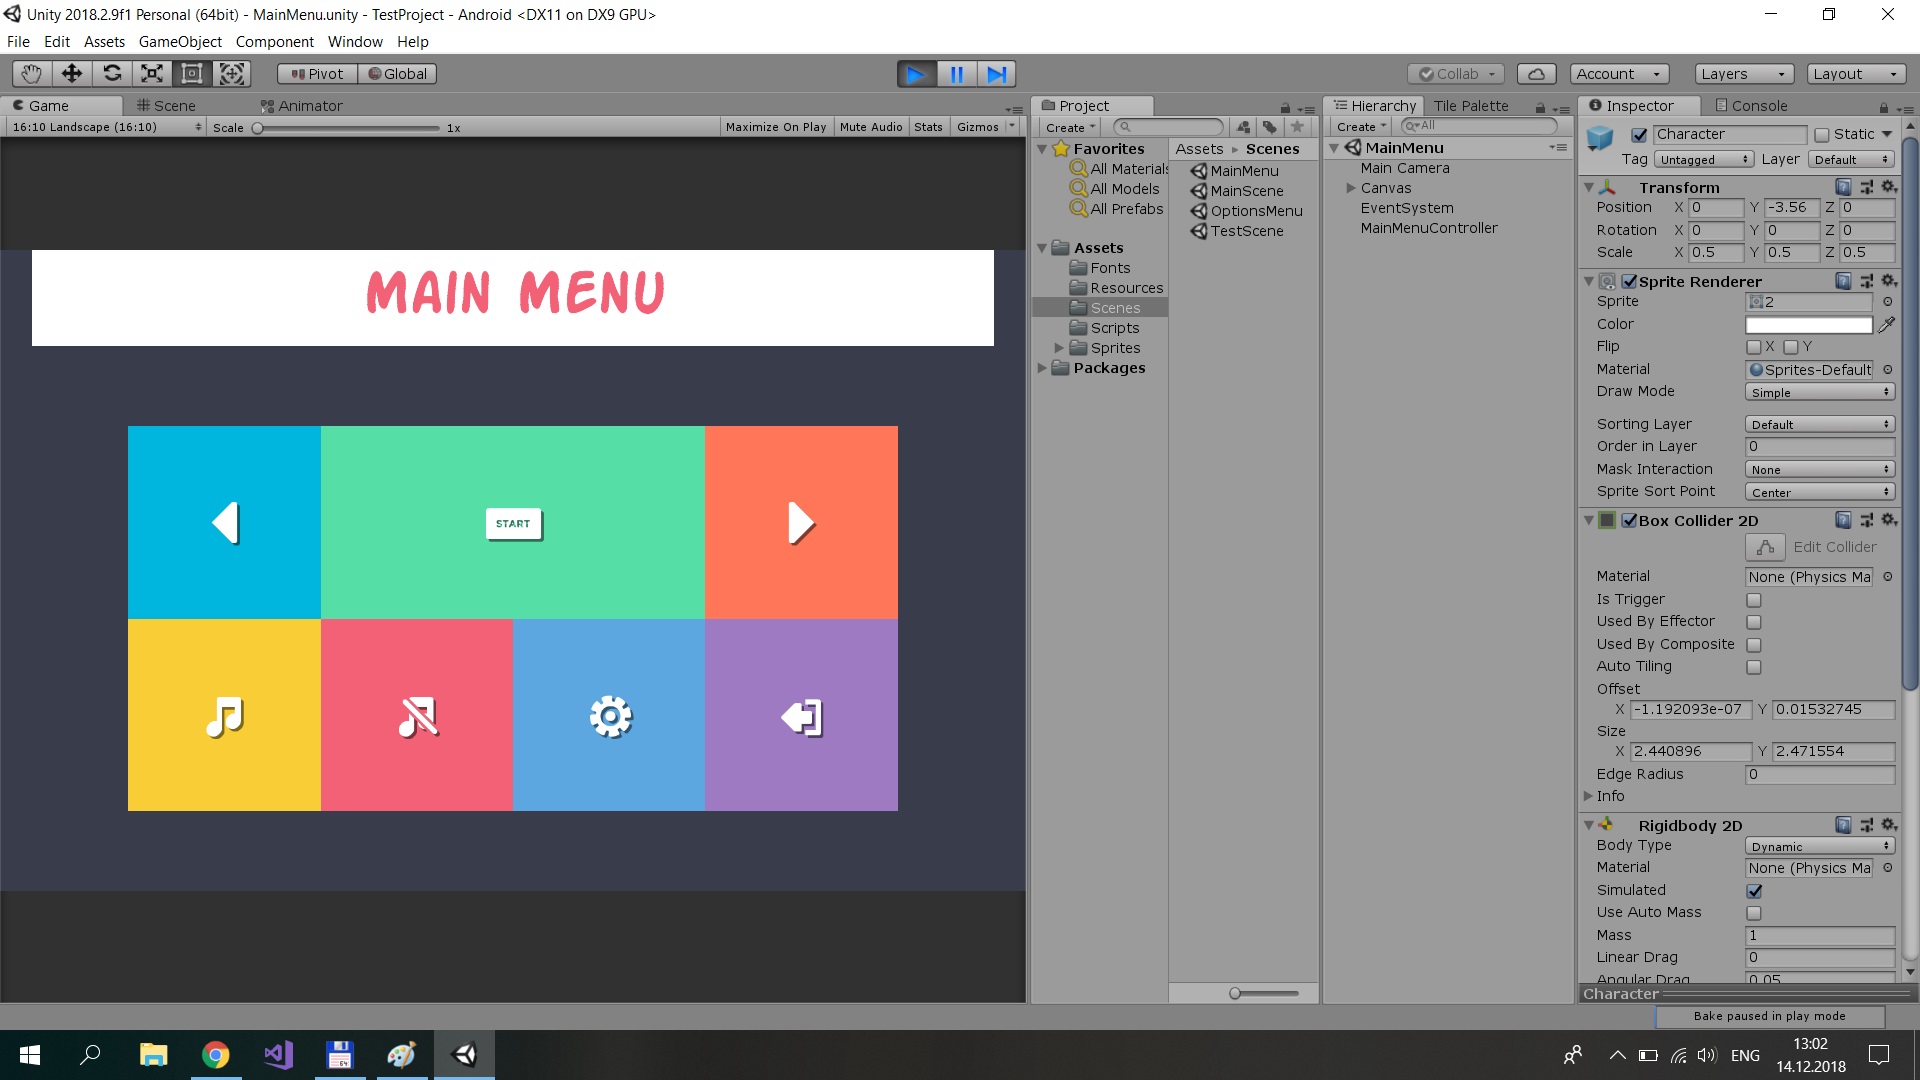 Unity 2018.2.9f1 Personal (64bit) - MainMenu.unity - TestProject - Android <DX11 on DX9 GPU>
File Edit Assets GameObject Component Window Help
Pivot Global Collab Account Layers Layout
Game Scene Animator
16:10 Landscape (16:10) Scale 1x Maximize On Play Mute Audio Stats Gizmos
MAIN MENU
START
Project
Create
Favorites
All Materials
All Models
All Prefabs
Assets
Fonts
Resources
Scenes
Scripts
Sprites
Packages
Assets Scenes
MainMenu
MainScene
OptionsMenu
TestScene
Hierarchy Tile Palette
Create All
MainMenu
Main Camera
Canvas
EventSystem
MainMenuController
Inspector Console
Character Static
Tag Untagged Layer Default
Transform
Position X 0 Y -3.56 Z 0
Rotation X 0 Y 0 Z 0
Scale X 0.5 Y 0.5 Z 0.5
Sprite Renderer
Sprite 2
Color
Flip X Y
Material Sprites-Default
Draw Mode Simple
Sorting Layer Default
Order in Layer 0
Mask Interaction None
Sprite Sort Point Center
Box Collider 2D
Edit Collider
Material None (Physics Ma
Is Trigger
Used By Effector
Used By Composite
Auto Tiling
Offset
X -1.192093e-07 Y 0.01532745
Size
X 2.440896 Y 2.471554
Edge Radius 0
Info
Rigidbody 2D
Body Type Dynamic
Material None (Physics Ma
Simulated
Use Auto Mass
Mass 1
Linear Drag 0
Angular Drag 0.05
Character
Bake paused in play mode
64
ENG
13:02
14.12.2018